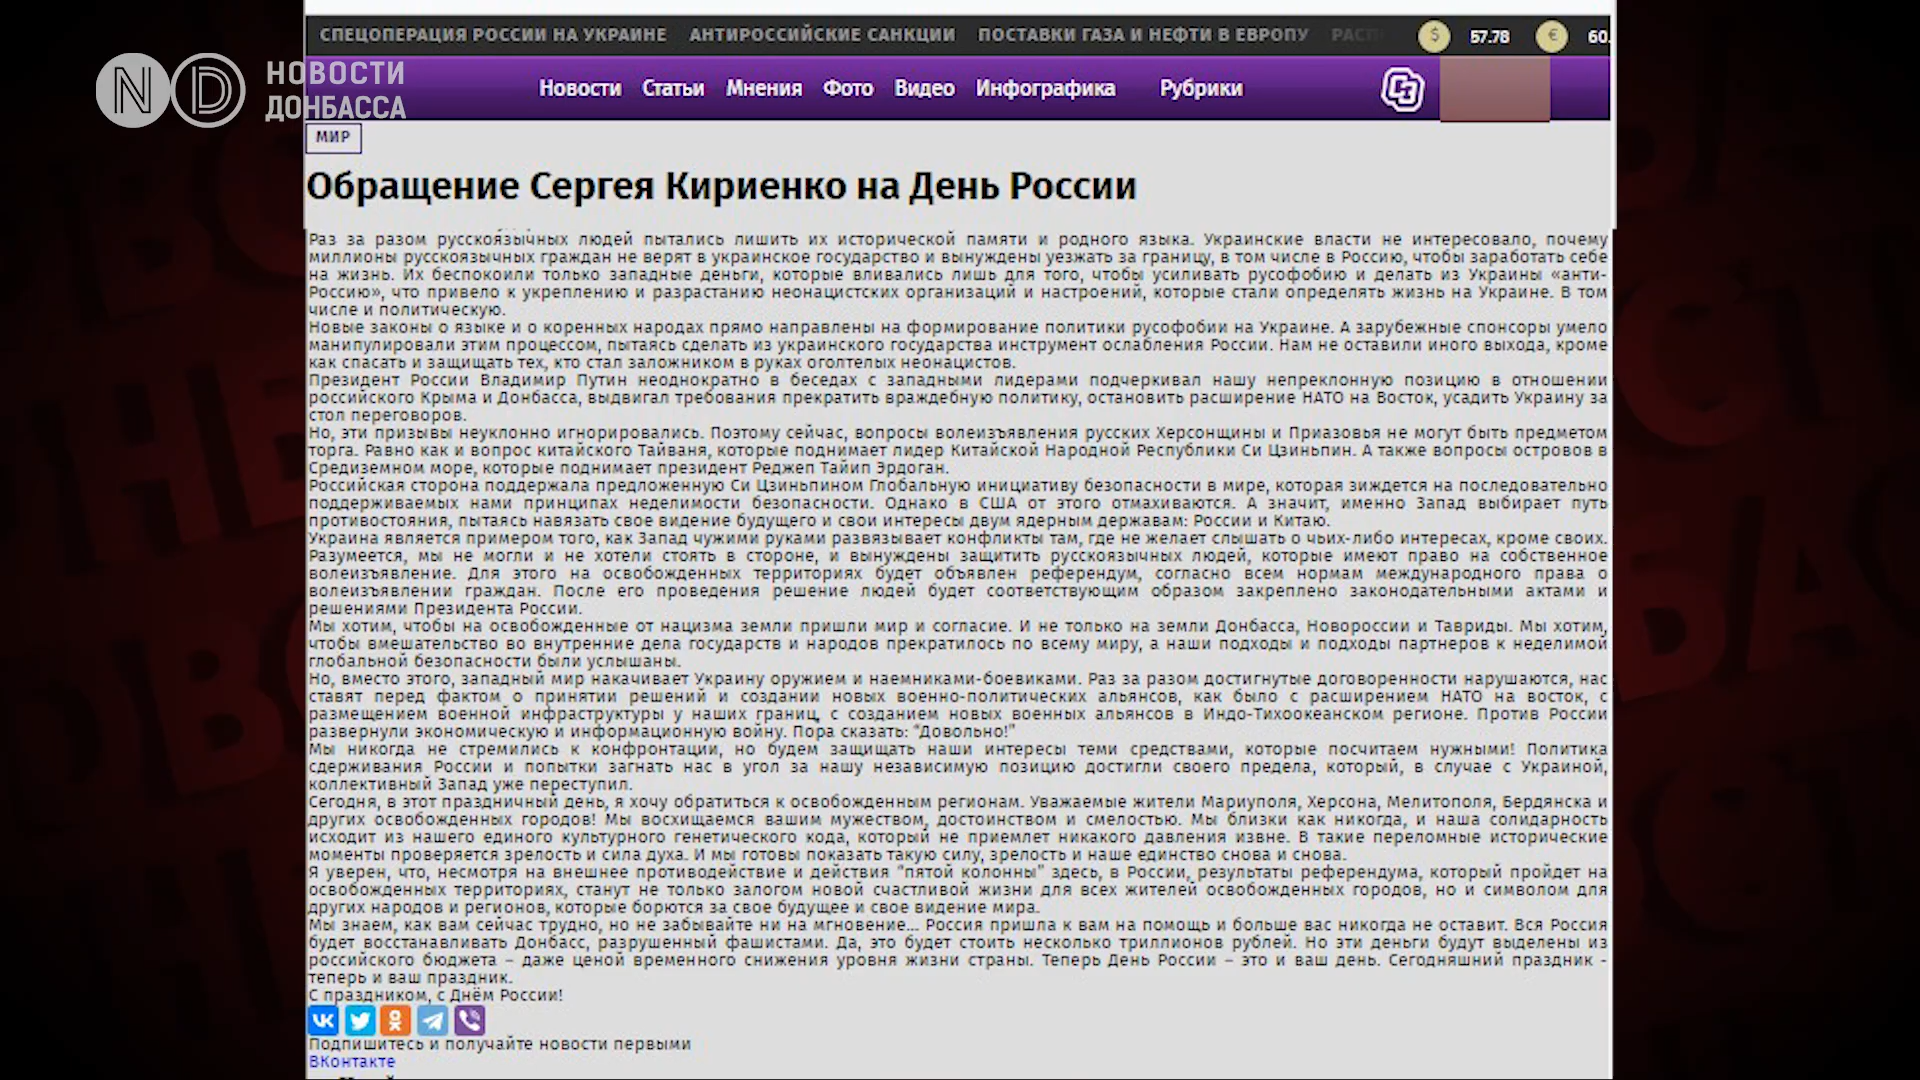 СПЕЦОПЕРАЦИЯ РОССИИ НА УКРАИНЕ АНТИРОССИЙСКИЕ САНКЦИИ ПОСТАВКИ ГАЗА И НЕФТИ В ЕВРОПУ $ 57.78 € 60.
ND НОВОСТИ ДОНБАССА
Новости Статьи Мнения Фото Видео Инфографика Рубрики
МИР
Обращение Сергея Кириенко на День России
Раз за разом русскоязычных людей пытались лишить их исторической памяти и родного языка. Украинские власти не интересовало, почему
миллионы русскоязычных граждан не верят в украинское государство и вынуждены уезжать за границу, в том числе в Россию, чтобы заработать себе
на жизнь. Их беспокоили только западные деньги, которые вливались лишь для того, чтобы усиливать русофобию и делать из Украины «анти-
Россию», что привело к укреплению и разрастанию неонацистских организаций и настроений, которые стали определять жизнь на Украине. В том
числе и политическую.
Новые законы о языке и о коренных народах прямо направлены на формирование политики русофобии на Украине. А зарубежные спонсоры умело
манипулировали этим процессом, пытаясь сделать из украинского государства инструмент ослабления России. Нам не оставили иного выхода, кроме
как спасать и защищать тех, кто стал заложником в руках оголтелых неонацистов.
Президент России Владимир Путин неоднократно в беседах с западными лидерами подчеркивал нашу непреклонную позицию в отношении
российского Крыма и Донбасса, выдвигал требования прекратить враждебную политику, остановить расширение НАТО на Восток, усадить Украину за
стол переговоров.
Но, эти призывы неуклонно игнорировались. Поэтому сейчас, вопросы волеизъявления русских Херсонщины и Приазовья не могут быть предметом
торга. Равно как и вопрос китайского Тайваня, которые поднимает лидер Китайской Народной Республики Си Цзиньпин. А также вопросы островов в
Средиземном море, которые поднимает президент Реджеп Тайип Эрдоган.
Российская сторона поддержала предложенную Си Цзиньпином Глобальную инициативу безопасности в мире, которая зиждется на последовательно
поддерживаемых нами принципах неделимости безопасности. Однако в США от этого отмахиваются. А значит, именно Запад выбирает путь
противостояния, пытаясь навязать свое видение будущего и свои интересы двум ядерным державам: России и Китаю.
Украина является примером того, как Запад чужими руками развязывает конфликты там, где не желает слышать о чьих-либо интересах, кроме своих.
Разумеется, мы не могли и не хотели стоять в стороне, и вынуждены защитить русскоязычных людей, которые имеют право на собственное
волеизъявление. Для этого на освобожденных территориях будет объявлен референдум, согласно всем нормам международного права о
волеизъявлении граждан. После его проведения решение людей будет соответствующим образом закреплено законодательными актами и
решениями Президента России.
Мы хотим, чтобы на освобожденные от нацизма земли пришли мир и согласие. И не только на земли Донбасса, Новороссии и Тавриды. Мы хотим,
чтобы вмешательство во внутренние дела государств и народов прекратилось по всему миру, а наши подходы и подходы партнеров к неделимой
глобальной безопасности были услышаны.
Но, вместо этого, западный мир накачивает Украину оружием и наемниками-боевиками. Раз за разом достигнутые договоренности нарушаются, нас
ставят перед фактом о принятии решений и создании новых военно-политических альянсов, как было с расширением НАТО на восток, с
размещением военной инфраструктуры у наших границ, с созданием новых военных альянсов в Индо-Тихоокеанском регионе. Против России
развернули экономическую и информационную войну. Пора сказать: “Довольно!”
Мы никогда не стремились к конфронтации, но будем защищать наши интересы теми средствами, которые посчитаем нужными! Политика
сдерживания России и попытки загнать нас в угол за нашу независимую позицию достигли своего предела, который, в случае с Украиной,
коллективный Запад уже переступил.
Сегодня, в этот праздничный день, я хочу обратиться к освобожденным регионам. Уважаемые жители Мариуполя, Херсона, Мелитополя, Бердянска и
других освобожденных городов! Мы восхищаемся вашим мужеством, достоинством и смелостью. Мы близки как никогда, и наша солидарность
исходит из нашего единого культурного генетического кода, который не приемлет никакого давления извне. В такие переломные исторические
моменты проверяется зрелость и сила духа. И мы готовы показать такую силу, зрелость и наше единство снова и снова.
Я уверен, что, несмотря на внешнее противодействие и действия “пятой колонны” здесь, в России, результаты референдума, который пройдет на
освобожденных территориях, станут не только залогом новой счастливой жизни для всех жителей освобожденных городов, но и символом для
других народов и регионов, которые борются за свое будущее и свое видение мира.
Мы знаем, как вам сейчас трудно, но не забывайте ни на мгновение... Россия пришла к вам на помощь и больше вас никогда не оставит. Вся Россия
будет восстанавливать Донбасс, разрушенный фашистами. Да, это будет стоить несколько триллионов рублей. Но эти деньги будут выделены из
российского бюджета – даже ценой временного снижения уровня жизни страны. Теперь День России – это и ваш день. Сегодняшний праздник -
теперь и ваш праздник.
С праздником, с Днём России!
Подпишитесь и получайте новости первыми
ВКонтакте